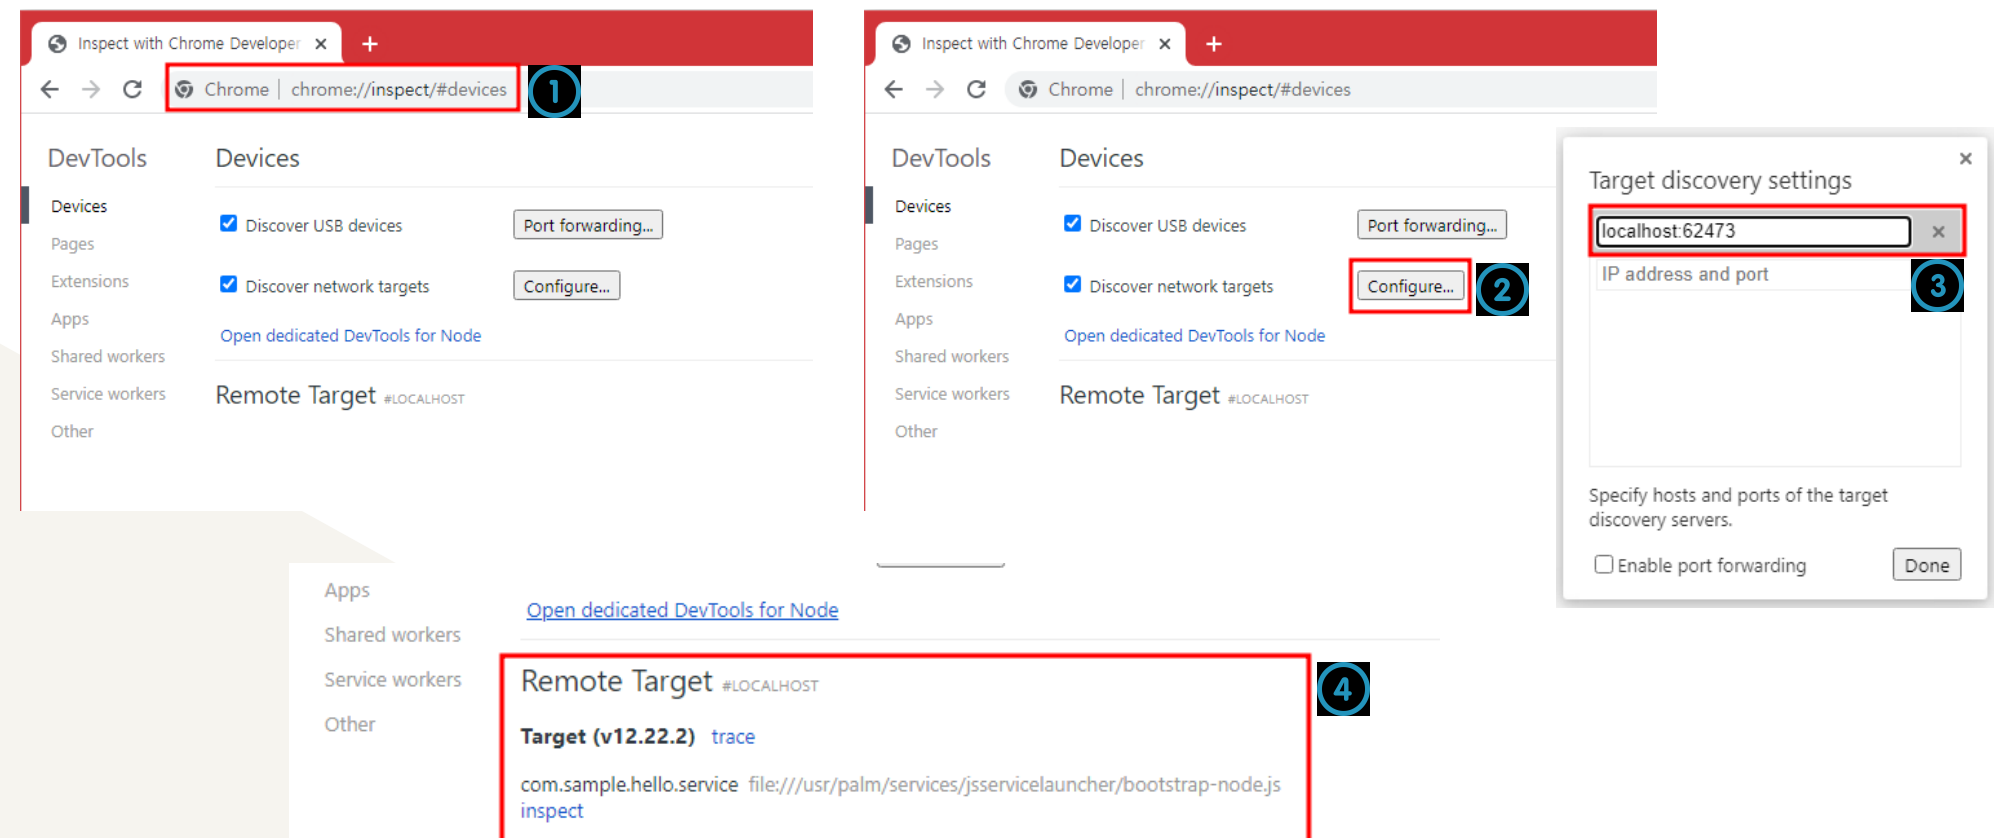 Inspect with Chrome Developer
Chrome | chrome://inspect/#devices
1
DevTools
Devices
Pages
Extensions
Apps
Shared workers
Service workers
Other
Devices
Discover USB devices Port forwarding...
Discover network targets Configure...
Open dedicated DevTools for Node
Remote Target #LOCALHOST
Inspect with Chrome Developer
Chrome | chrome://inspect/#devices
DevTools
Devices
Pages
Extensions
Apps
Shared workers
Service workers
Other
Devices
Discover USB devices Port forwarding...
Discover network targets Configure...
2
Open dedicated DevTools for Node
Remote Target #LOCALHOST
Target discovery settings
localhost:62473
IP address and port
3
Specify hosts and ports of the target
discovery servers.
Enable port forwarding Done
Apps
Shared workers
Service workers
Other
Open dedicated DevTools for Node
Remote Target #LOCALHOST
4
Target (v12.22.2) trace
com.sample.hello.service file:///usr/palm/services/jsservicelauncher/bootstrap-node.js
inspect